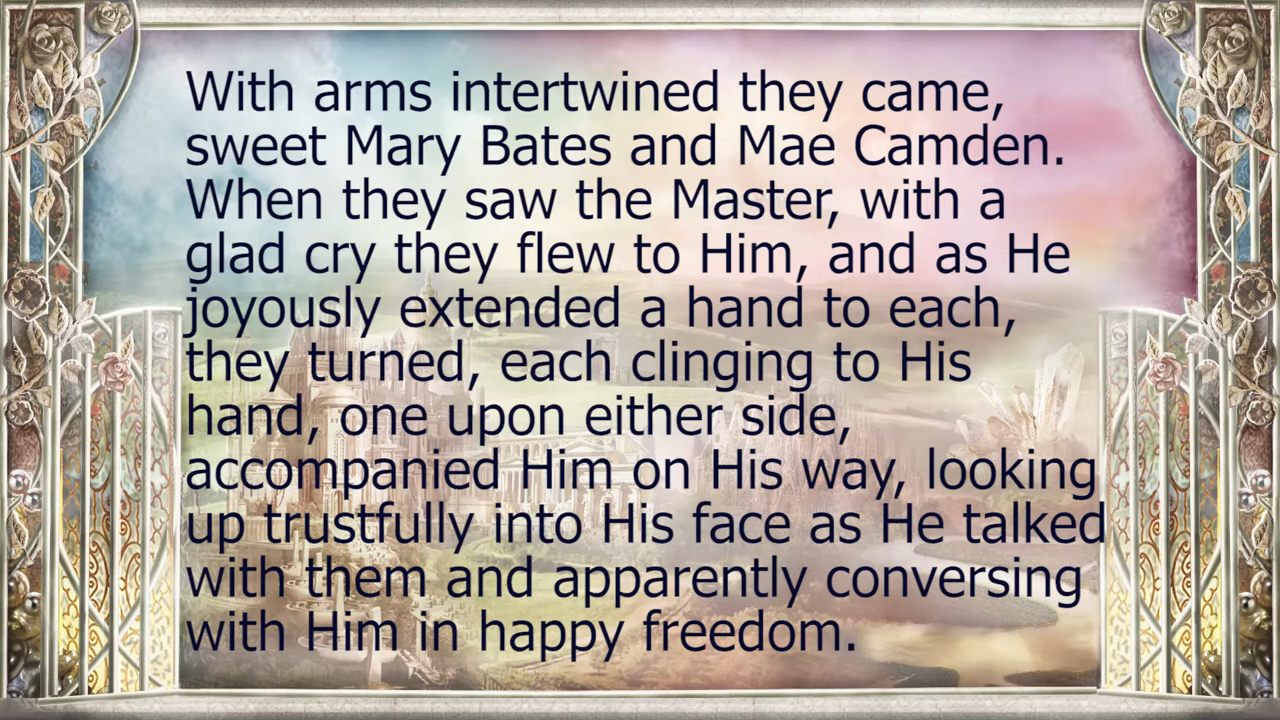 With arms intertwined they came,
sweet Mary Bates and Mae Camden.
When they saw the Master, with a
glad cry they flew to Him, and as He
joyously extended a hand to each,
they turned, each clinging to His
hand, one upon either side,
accompanied Him on His way, looking
up trustfully into His face as He talked
with them and apparently conversing
with Him in happy freedom.